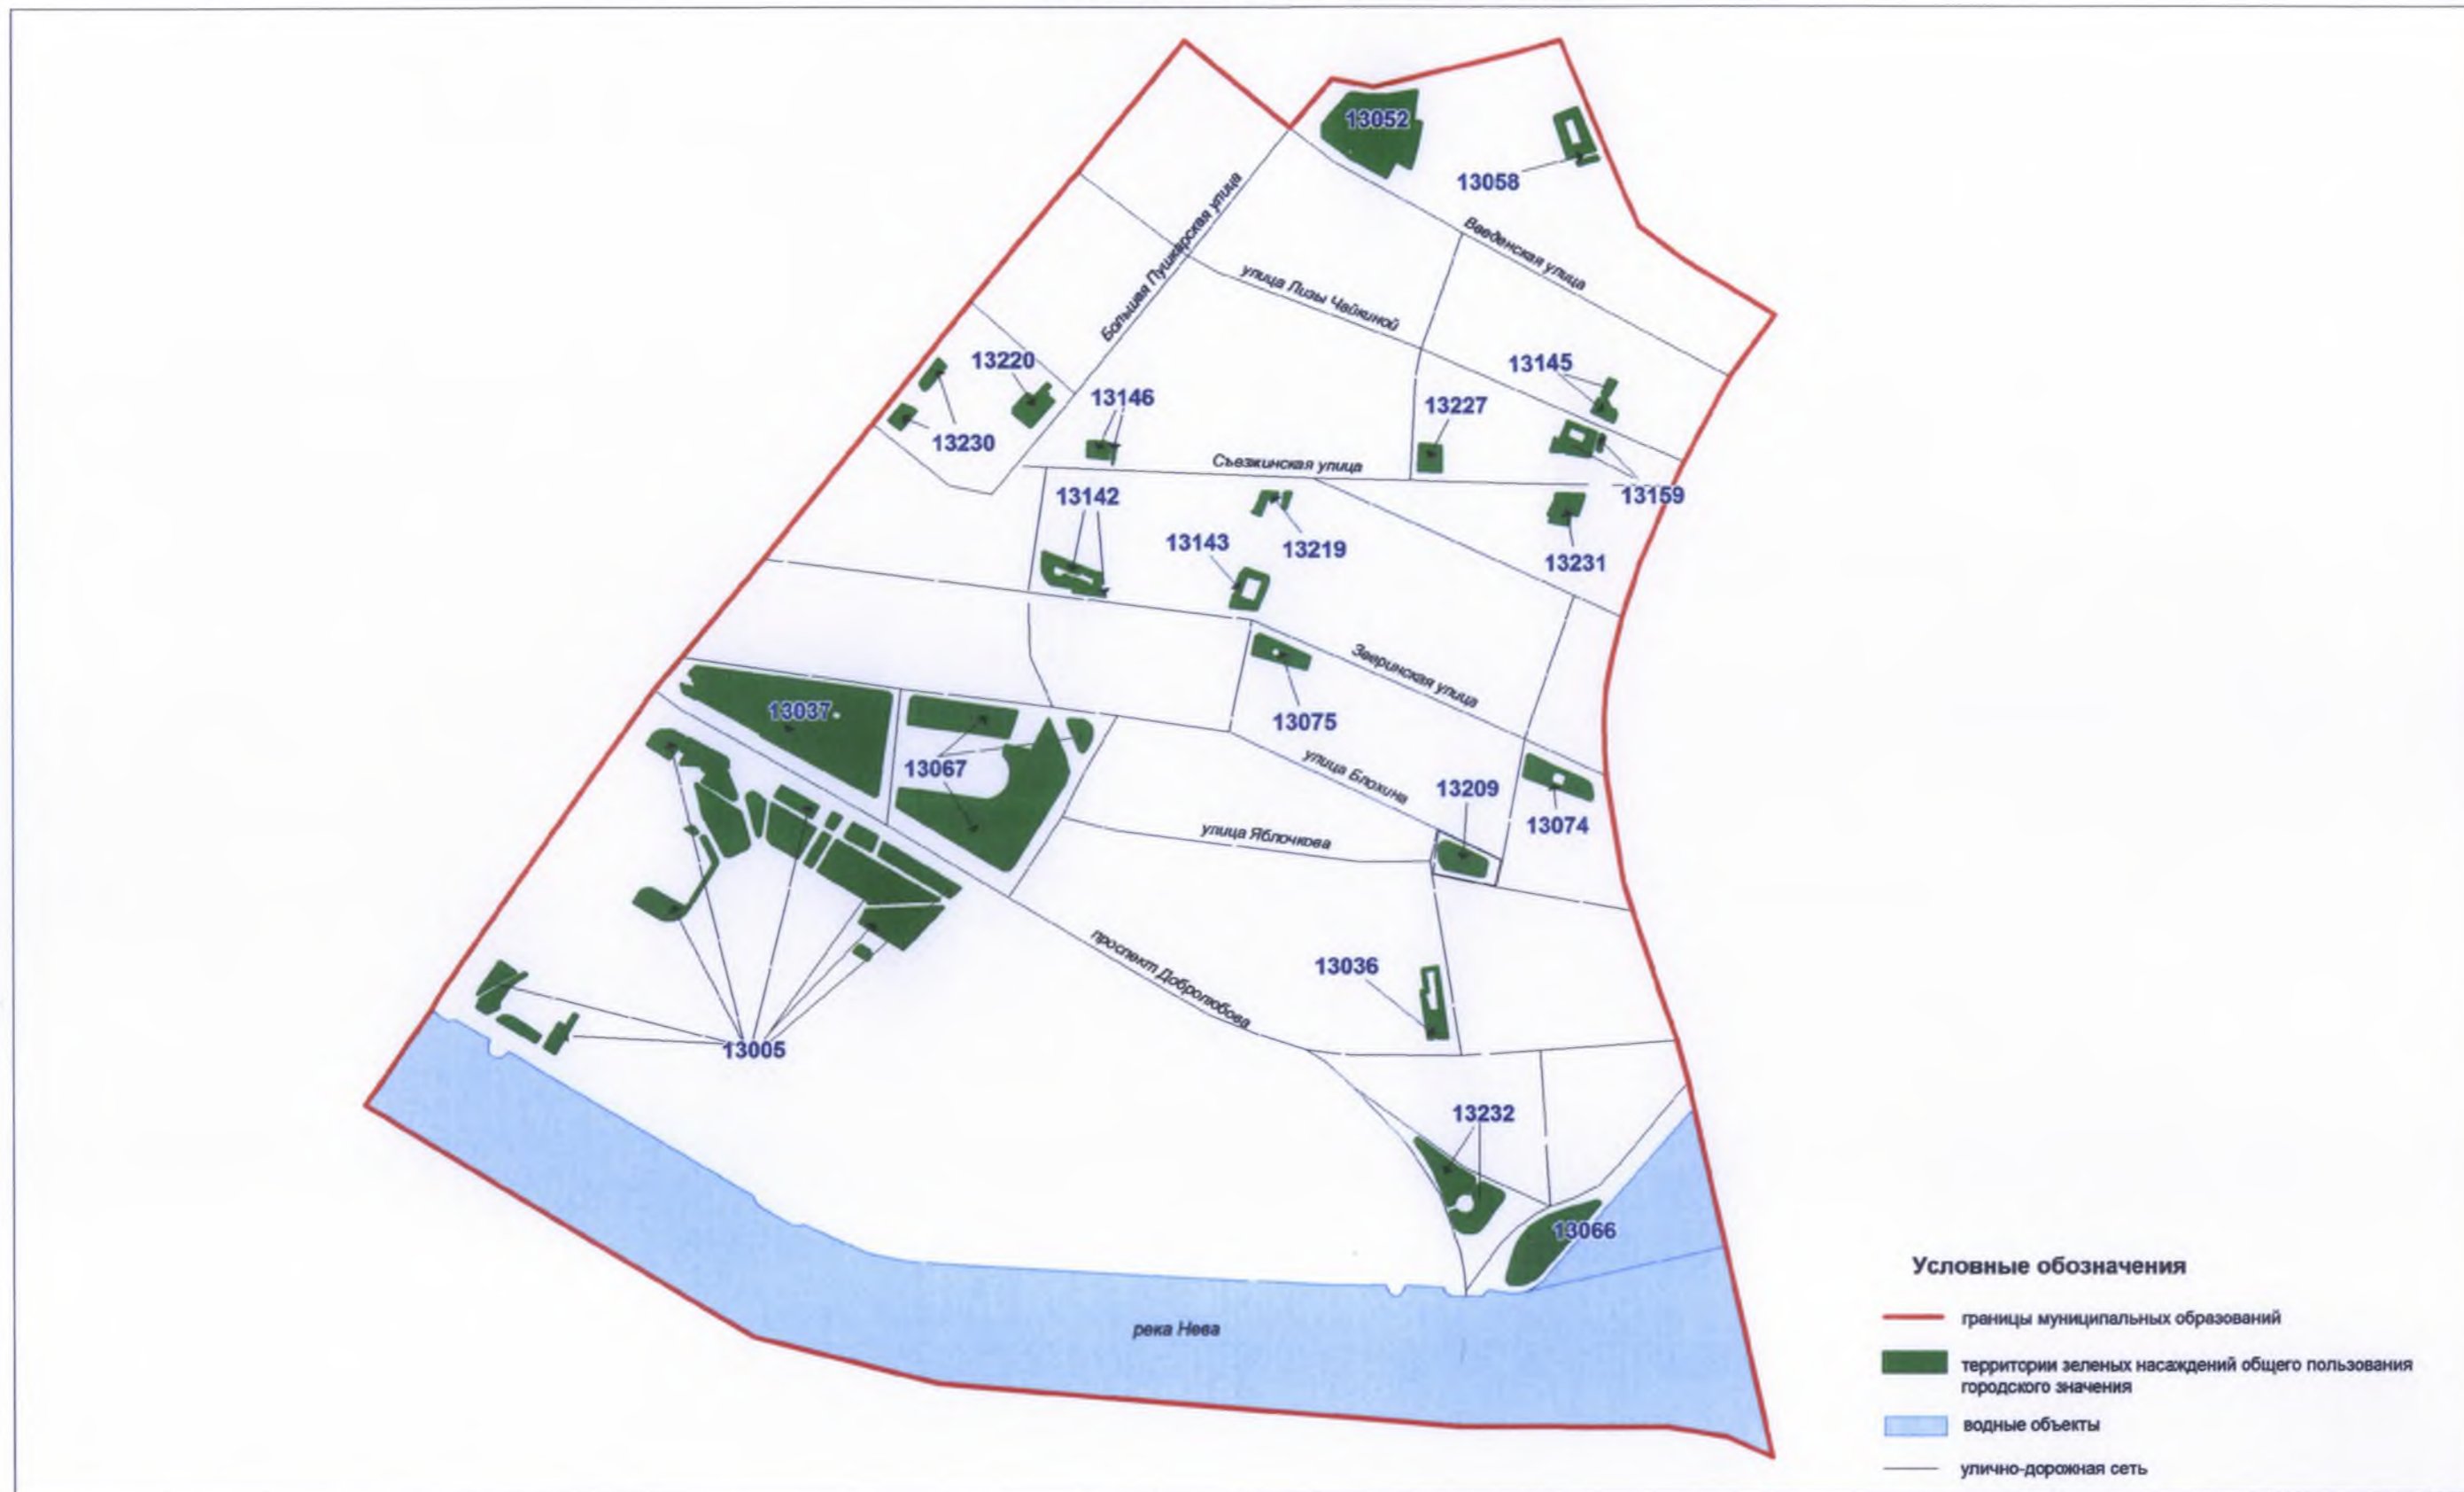 13052
13058
Большая Пушкарская улица
Введенская улица
улица Лизы Чайкиной
13220
13145
13146
13227
13230
Съезжинская улица
13142
13159
13143
13219
13231
Зверинская улица
13037
13075
13067
улица Блохина
13209
13074
улица Яблочкова
проспект Добролюбова
13036
13005
13232
13066
река Нева
Условные обозначения
границы муниципальных образований
территории зеленых насаждений общего пользования
городского значения
водные объекты
улично-дорожная сеть